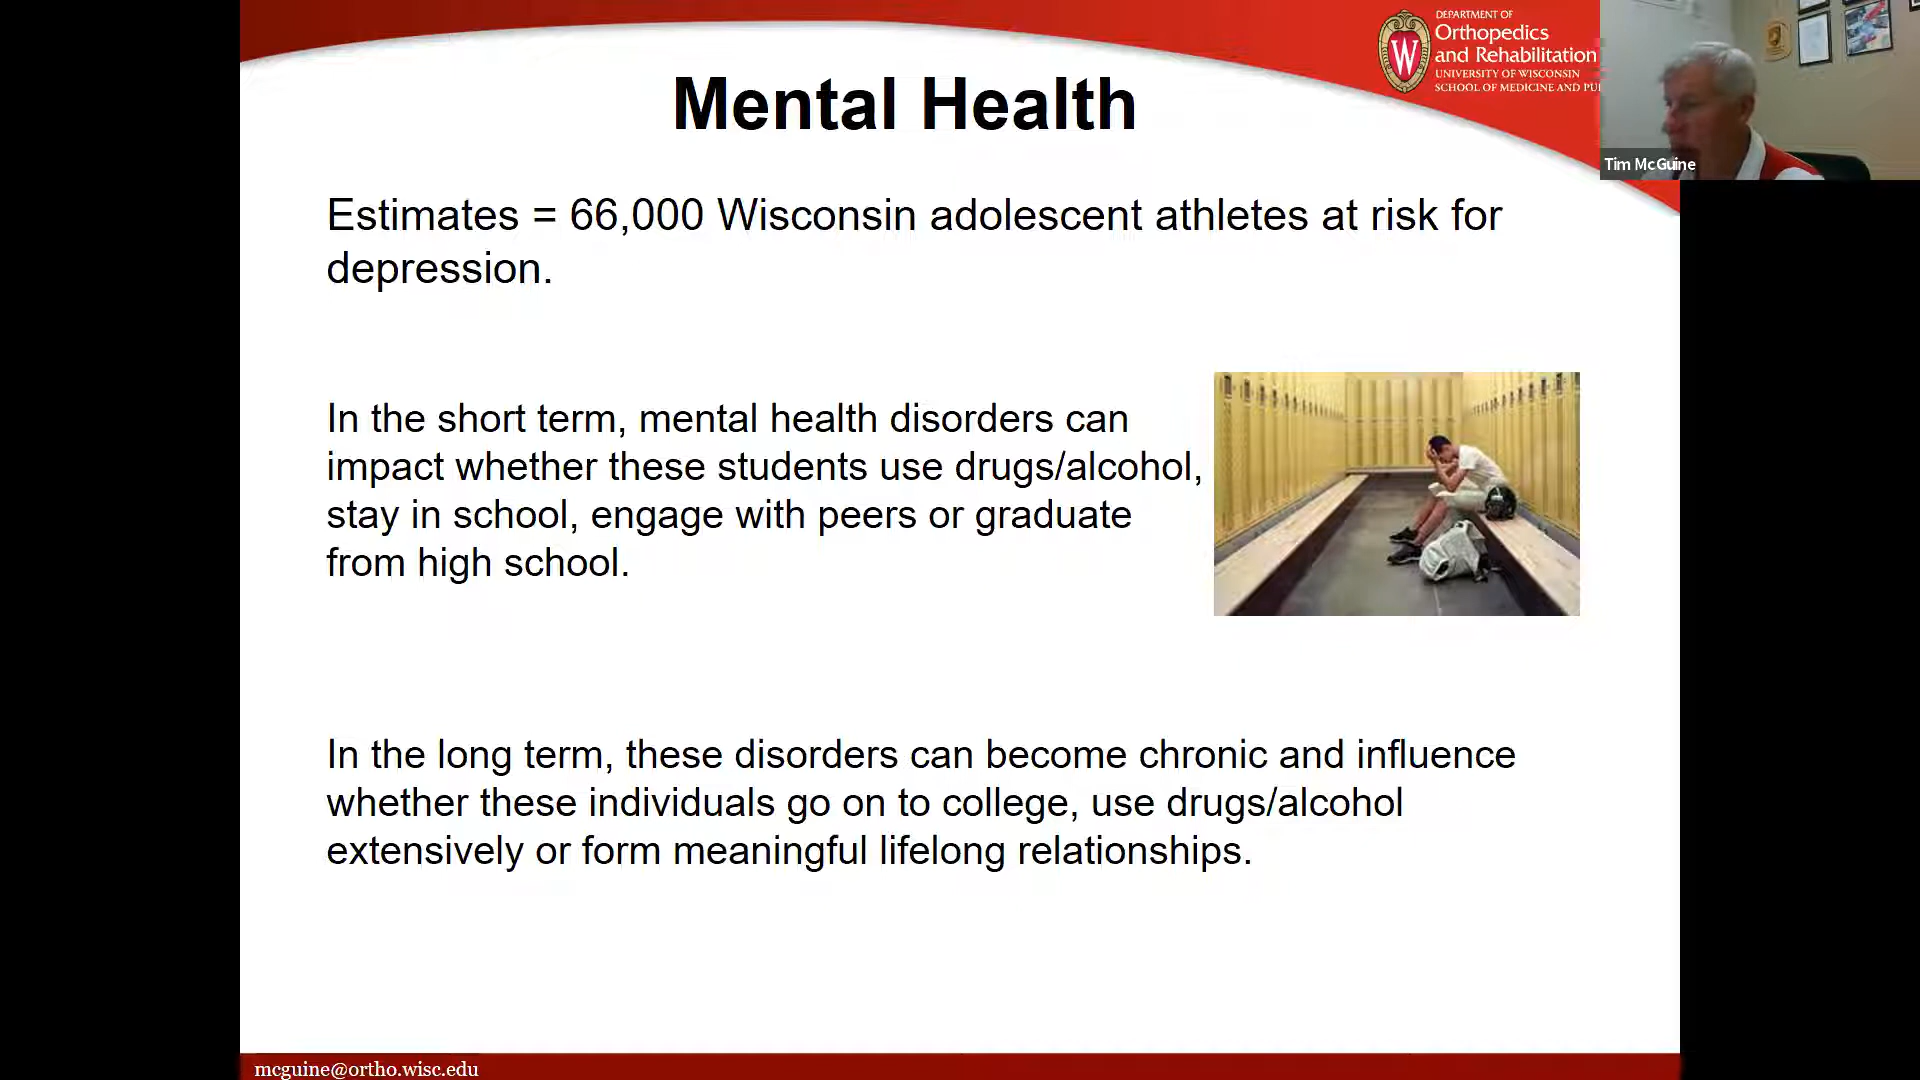 DEPARTMENT OF
Orthopedics
and Rehabilitation
UNIVERSITY OF WISCONSIN
SCHOOL OF MEDICINE AND PU
Tim McGuine
Mental Health
Estimates = 66,000 Wisconsin adolescent athletes at risk for
depression.
In the short term, mental health disorders can
impact whether these students use drugs/alcohol,
stay in school, engage with peers or graduate
from high school.
In the long term, these disorders can become chronic and influence
whether these individuals go on to college, use drugs/alcohol
extensively or form meaningful lifelong relationships.
mcguine@ortho.wisc.edu